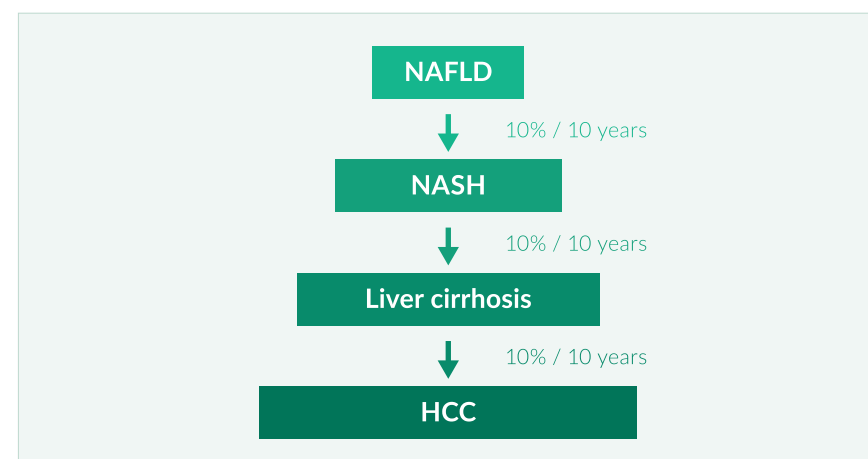 NAFLD
10% / 10 years
NASH
10% / 10 years
Liver cirrhosis
10% / 10 years
HCC